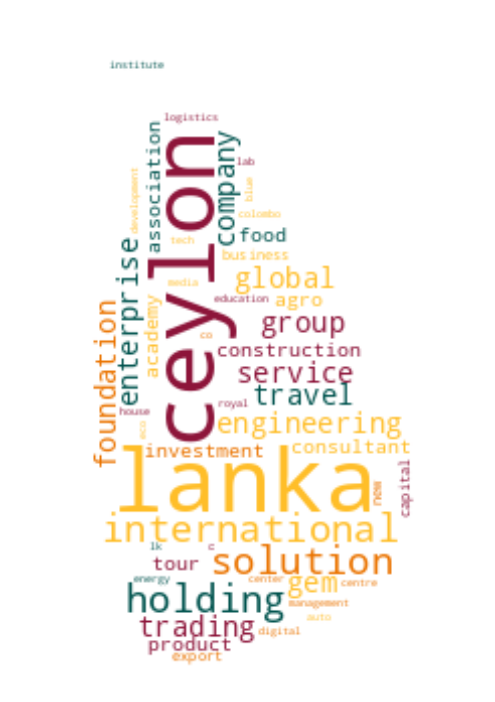 institute
logistics
association
ceylon
company
lab
development
blue
colombo
tech
food
business
enterprise
media
global
academy
education
agro
foundation
co
group
construction
service
house
royal
travel
eco
engineering
investment
consultant
lanka
new
capital
international
lk
c
tour
solution
energy
center
gem
centre
holding
management
trading
auto
product
digital
export